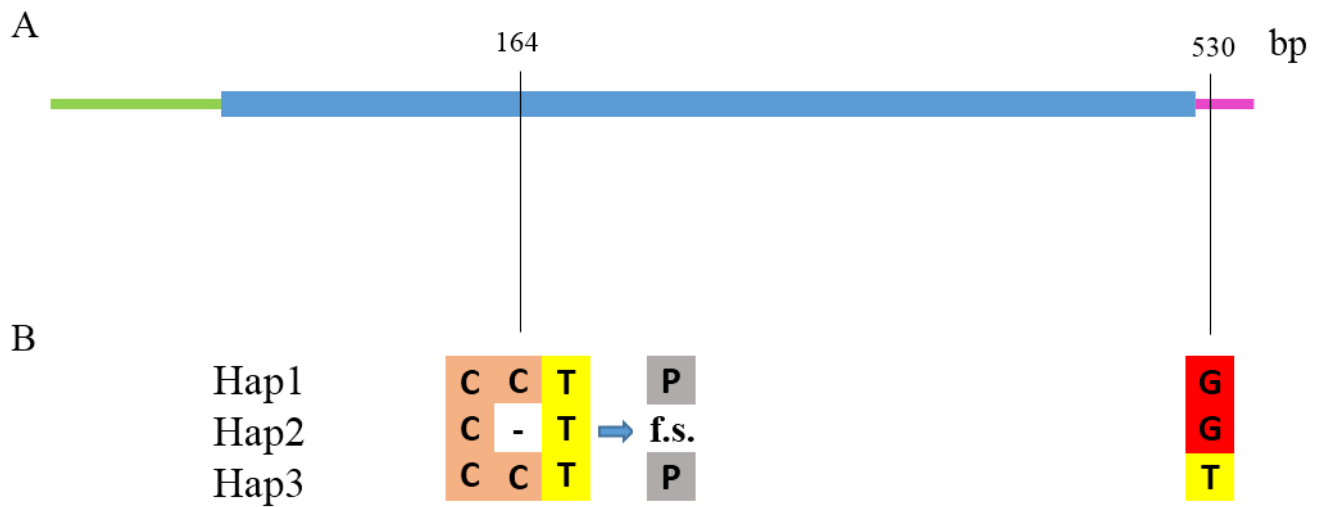 A
164
530 bp
B
Hap1 C C T P G
Hap2 C - T f.s. G
Hap3 C C T P T